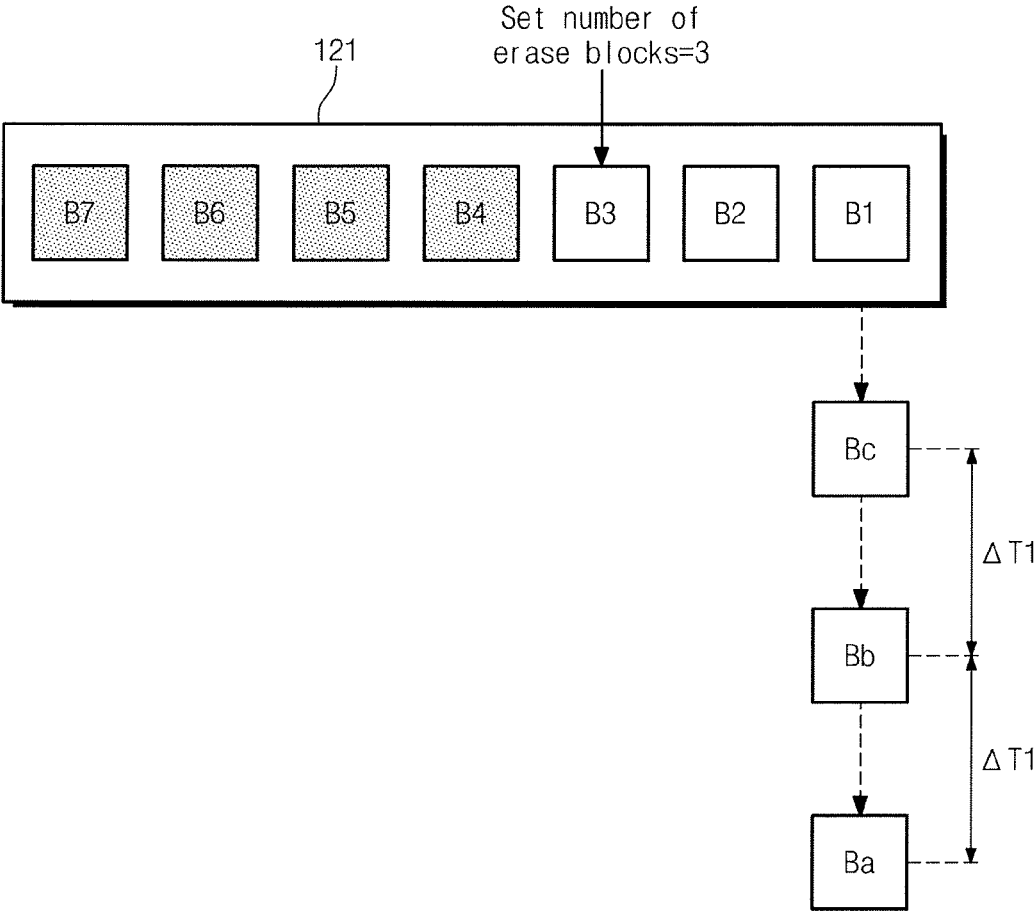 Set number of
erase blocks=3
121
B7 B6 B5 B4 B3 B2 B1
Bc
ΔT1
Bb
ΔT1
Ba